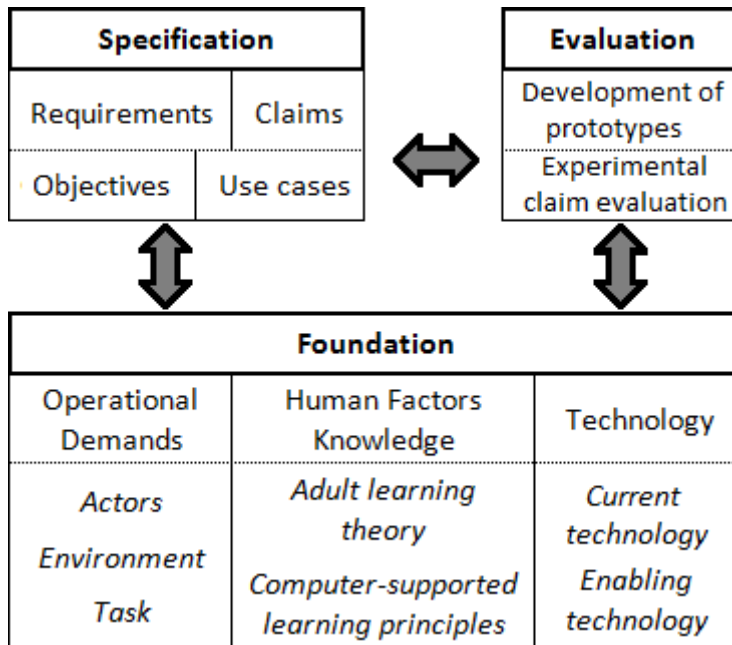 Specification
Requirements
Claims
Objectives
Use cases
Evaluation
Development of
prototypes
Experimental
claim evaluation
Foundation
Operational
Demands
Human Factors
Knowledge
Technology
Actors
Environment
Task
Adult learning
theory
Computer-supported
learning principles
Current
technology
Enabling
technology